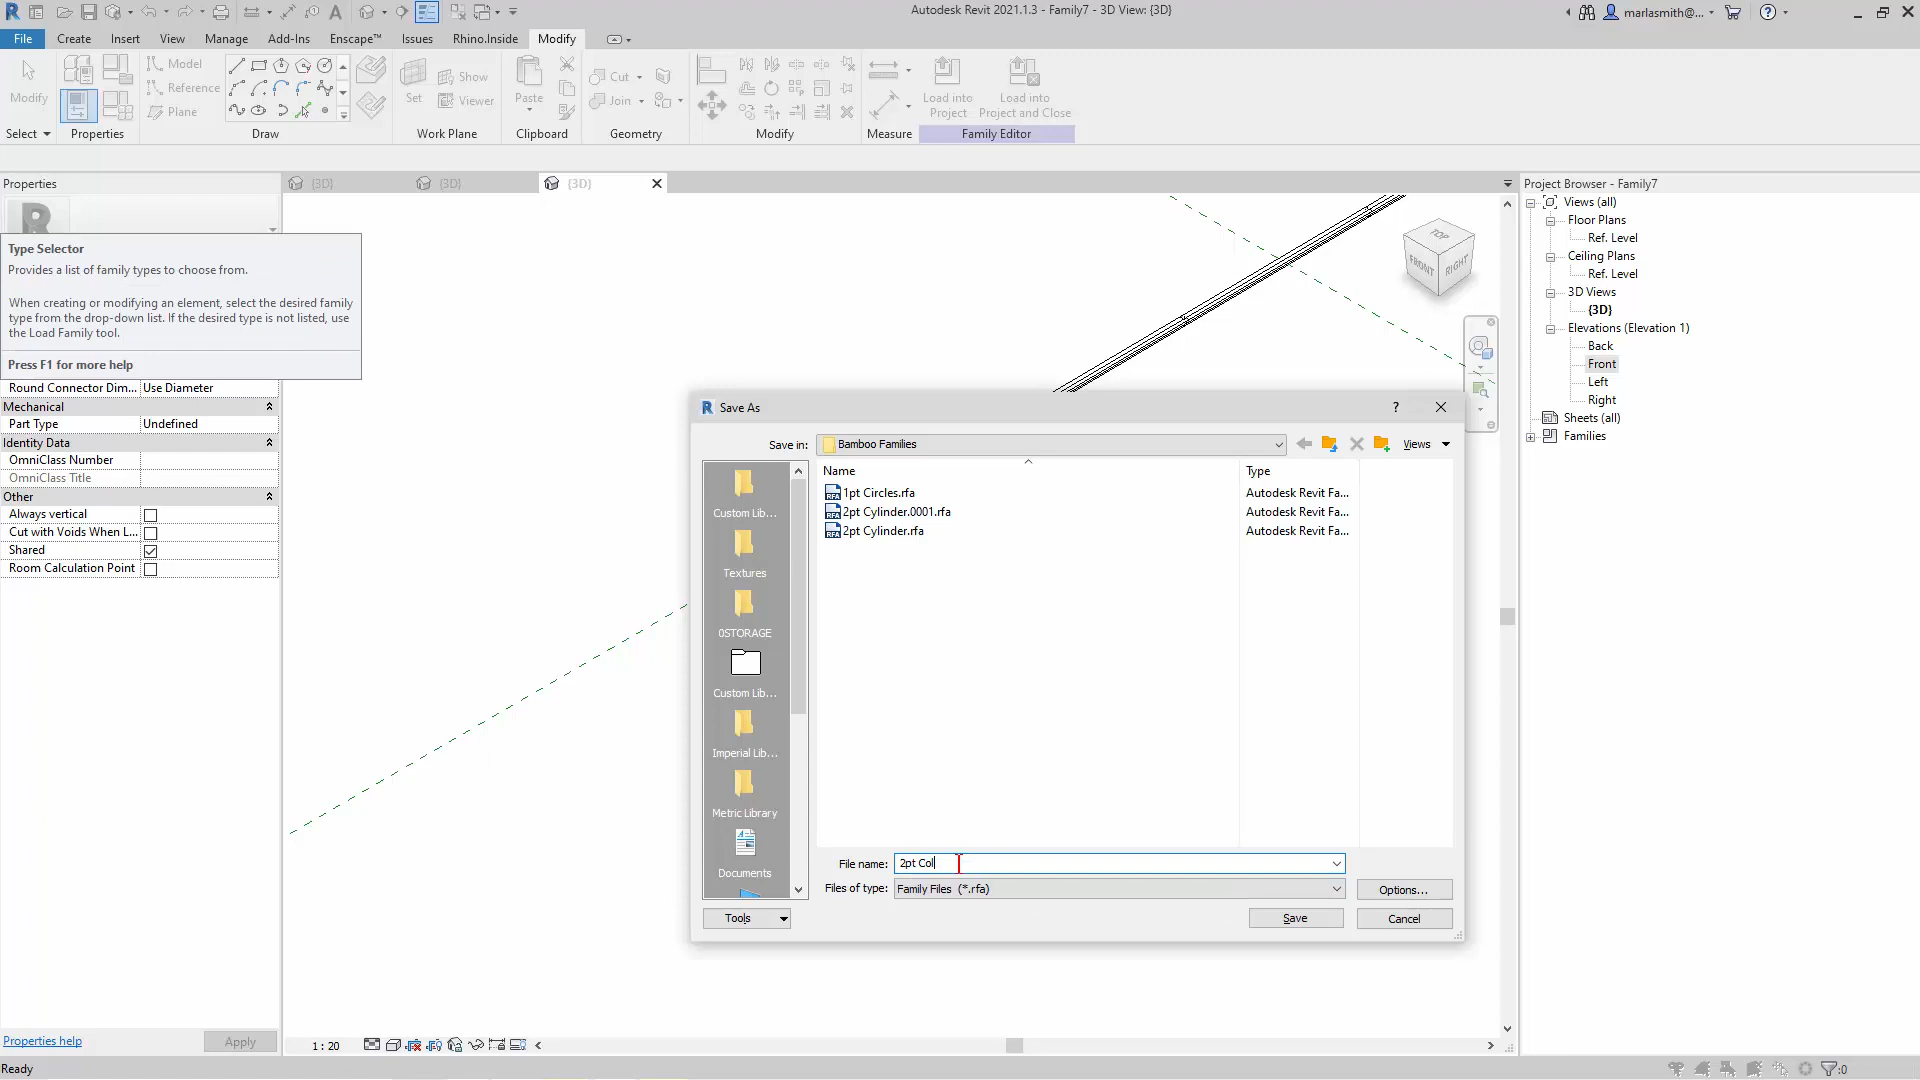 Autodesk Revit 2021.1.3 - Family7 - 3D View: {3D}
marlasmith@...
File
Create
Insert
View
Manage
Add-Ins
Enscape™
Issues
Rhino.Inside
Modify
Modify
Select
Properties
Model
Reference
Plane
Draw
Set
Show
Viewer
Work Plane
Paste
Clipboard
Cut
Join
Geometry
Modify
Measure
Load into
Project
Load into
Project and Close
Family Editor
Properties
{3D}
{3D}
{3D}
Project Browser - Family7
Type Selector
Provides a list of family types to choose from.
When creating or modifying an element, select the desired family
type from the drop-down list. If the desired type is not listed, use
the Load Family tool.
Press F1 for more help
Round Connector Dim... Use Diameter
Mechanical
Part Type Undefined
Identity Data
OmniClass Number
OmniClass Title
Other
Always vertical
Cut with Voids When L...
Shared
Room Calculation Point
Properties help
Apply
TOP
FRONT
RIGHT
Views (all)
Floor Plans
Ref. Level
Ceiling Plans
Ref. Level
3D Views
{3D}
Elevations (Elevation 1)
Back
Front
Left
Right
Sheets (all)
Families
Save As
?
Save in: Bamboo Families
Views
Name Type
1pt Circles.rfa Autodesk Revit Fa...
2pt Cylinder.0001.rfa Autodesk Revit Fa...
2pt Cylinder.rfa Autodesk Revit Fa...
Custom Lib...
Textures
0STORAGE
Custom Lib...
Imperial Lib...
Metric Library
Documents
File name: 2pt Col
Files of type: Family Files (*.rfa)
Options...
Tools
Save
Cancel
1 : 20
Ready
:0